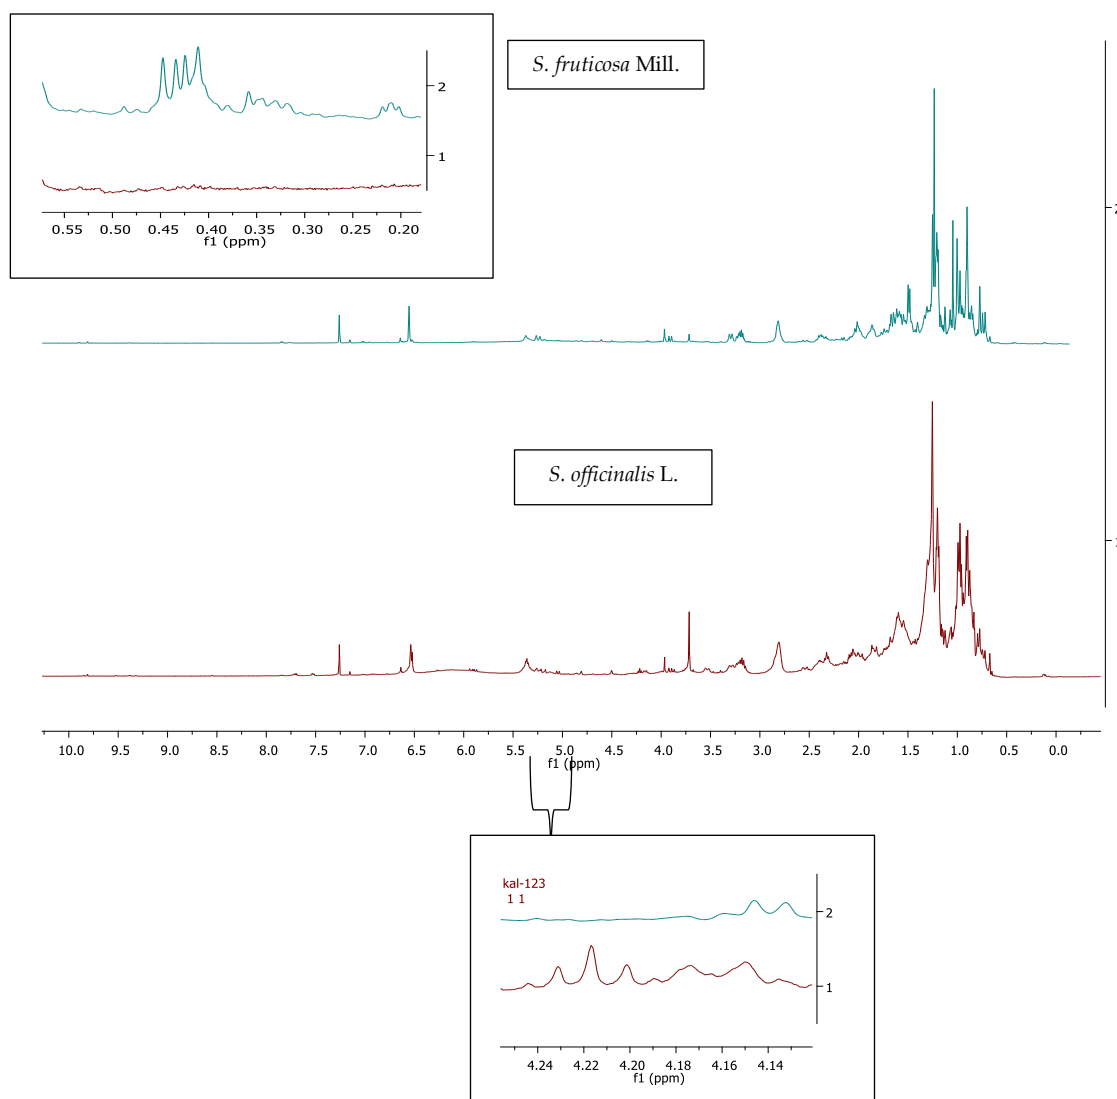 S. fruticosa Mill.
2
1
0.55 0.50 0.45 0.40 0.35 0.30 0.25 0.20
f1 (ppm)
2
S. officinalis L.
1
10.0 9.5 9.0 8.5 8.0 7.5 7.0 6.5 6.0 5.5 5.0 4.5 4.0 3.5 3.0 2.5 2.0 1.5 1.0 0.5 0.0
f1 (ppm)
kal-123
1 1
2
1
4.24 4.22 4.20 4.18 4.16 4.14
f1 (ppm)